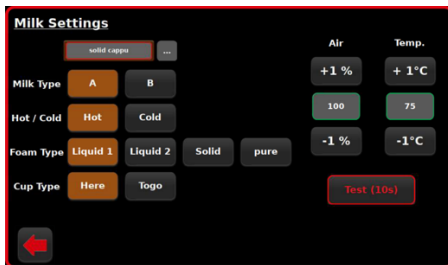 Milk Settings
solid cappu ...
Air Temp.
+1 % + 1°C
Milk Type A B
100 75
Hot / Cold Hot Cold
-1 % -1°C
Foam Type Liquid 1 Liquid 2 Solid pure
Cup Type Here Togo
Test (10s)